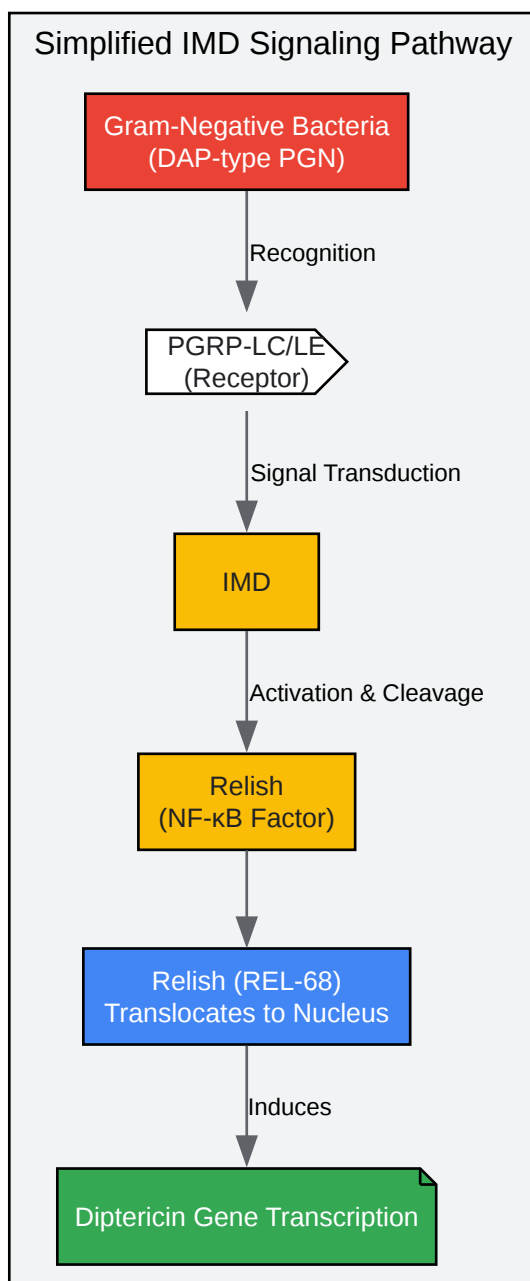 Simplified IMD Signaling Pathway
Gram-Negative Bacteria
(DAP-type PGN)
Recognition
PGRP-LC/LE
(Receptor)
Signal Transduction
IMD
Activation & Cleavage
Relish
(NF-κB Factor)
Relish (REL-68)
Translocates to Nucleus
Induces
Diptericin Gene Transcription